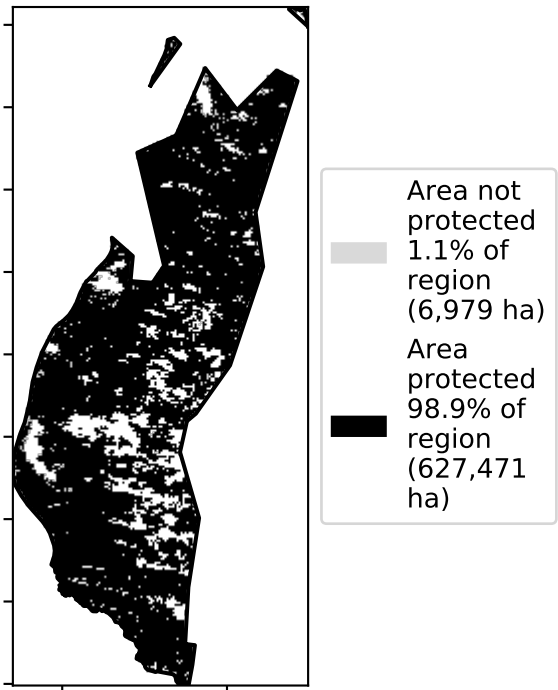 Area not
protected
1.1% of
region
(6,979 ha)
Area
protected
98.9% of
region
(627,471
ha)